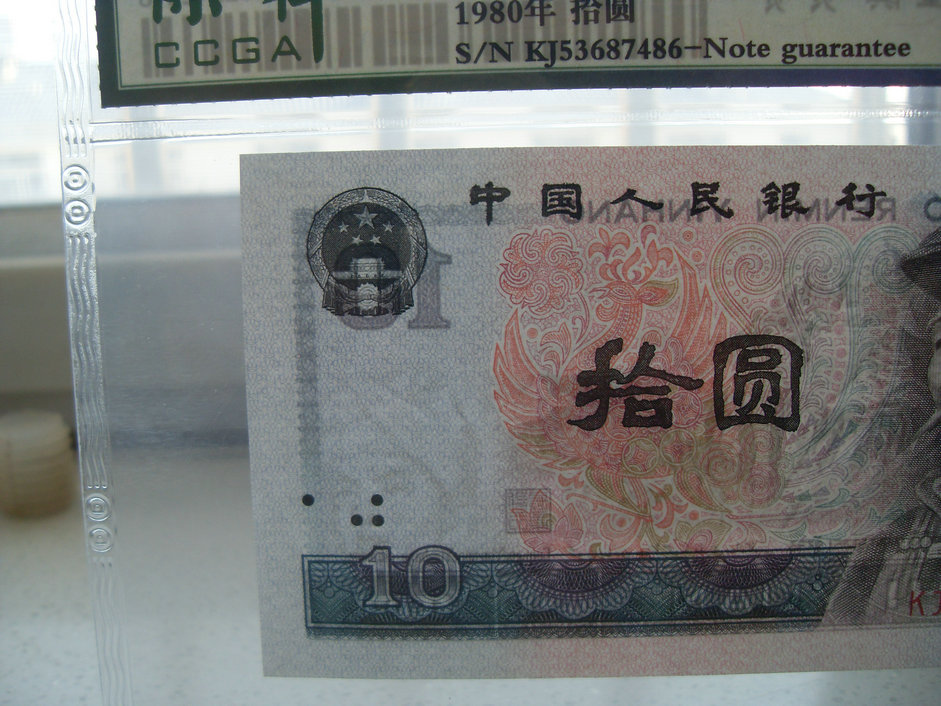 1980年 拾圆
CCGA
S/N KJ53687486-Note guarantee
中国人民银行
拾圆
10
KJ